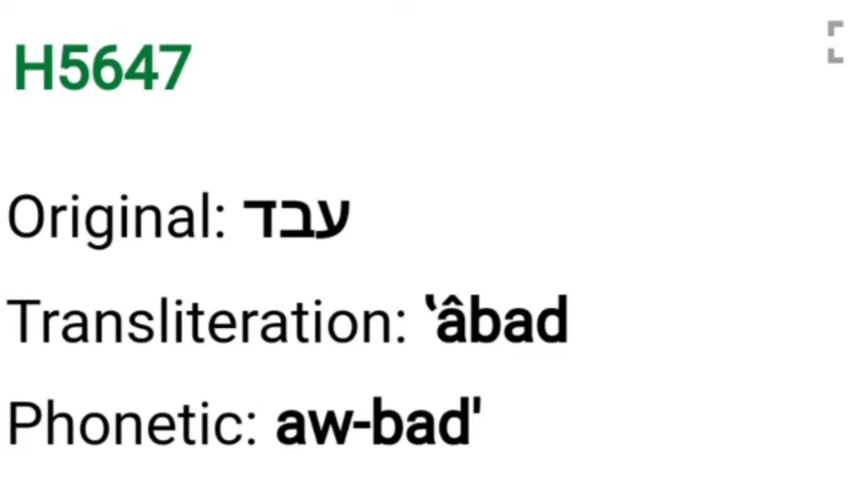 H5647
Original: עבד
Transliteration: ‛âbad
Phonetic: aw-bad'